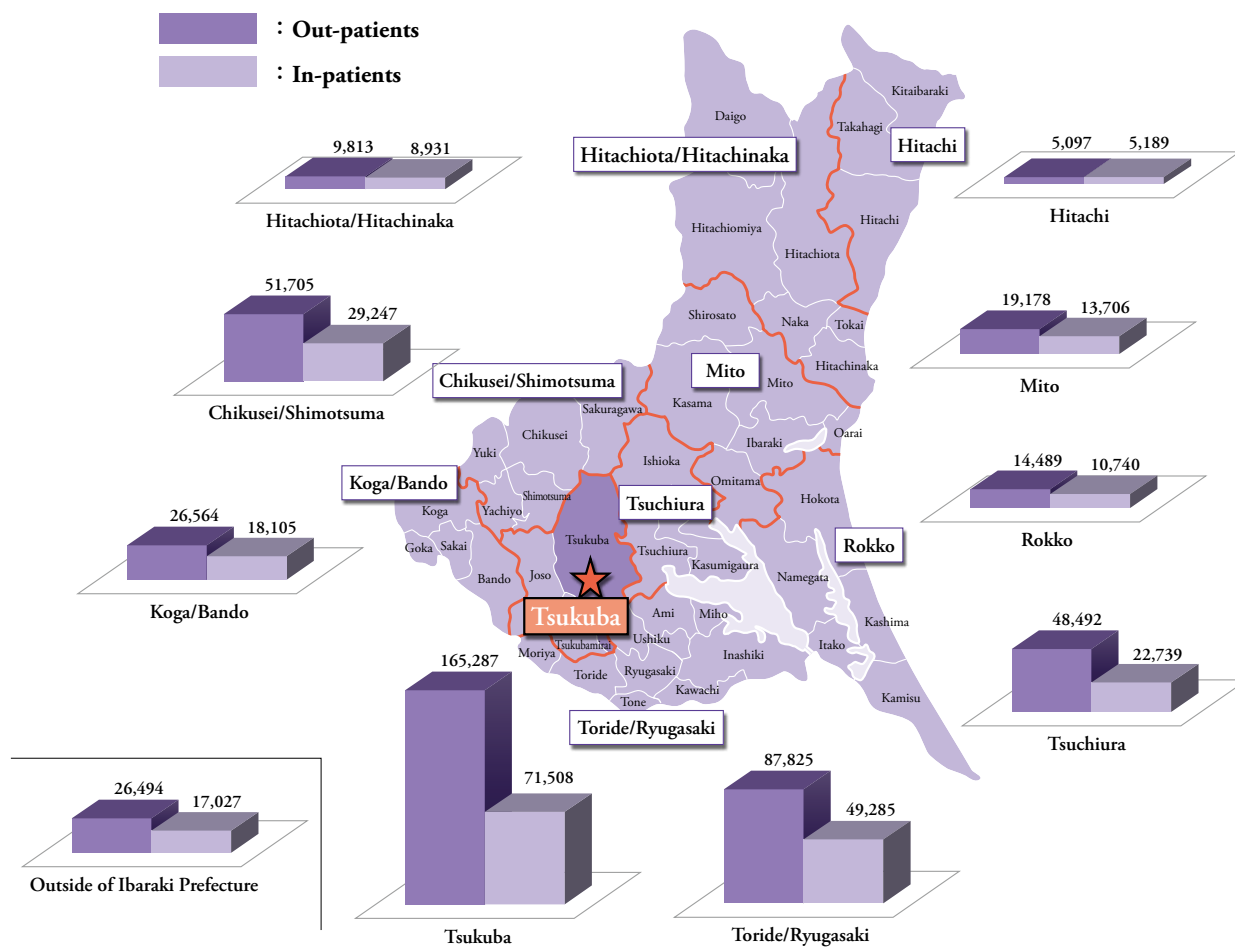 : Out-patients
: In-patients
9,813 8,931
Hitachiota/Hitachinaka
51,705
29,247
Chikusei/Shimotsuma
26,564
18,105
Koga/Bando
5,097 5,189
Hitachi
19,178
13,706
Mito
14,489
10,740
Rokko
48,492
22,739
Tsuchiura
165,287
71,508
Tsukuba
87,825
49,285
Toride/Ryugasaki
26,494
17,027
Outside of Ibaraki Prefecture
Hitachiota/Hitachinaka
Hitachi
Mito
Chikusei/Shimotsuma
Koga/Bando
Tsuchiura
Rokko
Tsukuba
Toride/Ryugasaki
Kitaibaraki
Daigo
Takahagi
Hitachi
Hitachiomiya
Hitachiota
Shirosato
Naka
Tokai
Hitachinaka
Mito
Kasama
Sakuragawa
Oarai
Ibaraki
Chikusei
Yuki
Ishioka
Omitama
Hokota
Shimotsuma
Koga
Yachiyo
Tsukuba
Goka
Sakai
Tsuchiura
Kasumigaura
Bando
Joso
Namegata
Ami
Miho
Kashima
Ushiku
Tsukubamirai
Itako
Moriya
Inashiki
Toride
Ryugasaki
Kawachi
Tone
Kamisu